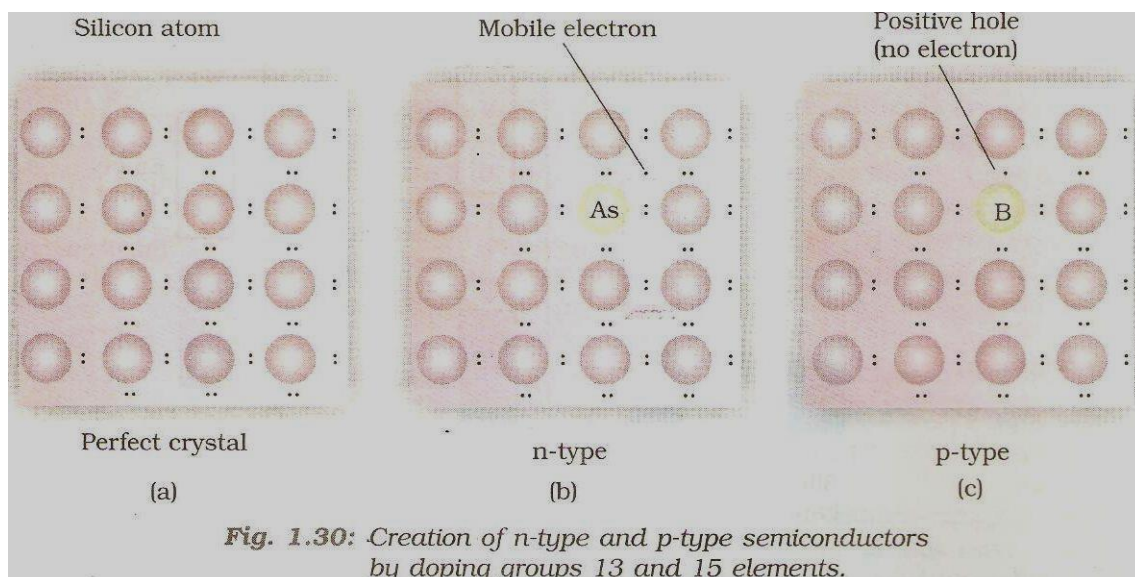 Silicon atom
Mobile electron
Positive hole
(no electron)
As
B
Perfect crystal
n-type
p-type
(a)
(b)
(c)
Fig. 1.30: Creation of n-type and p-type semiconductors
by doping groups 13 and 15 elements.